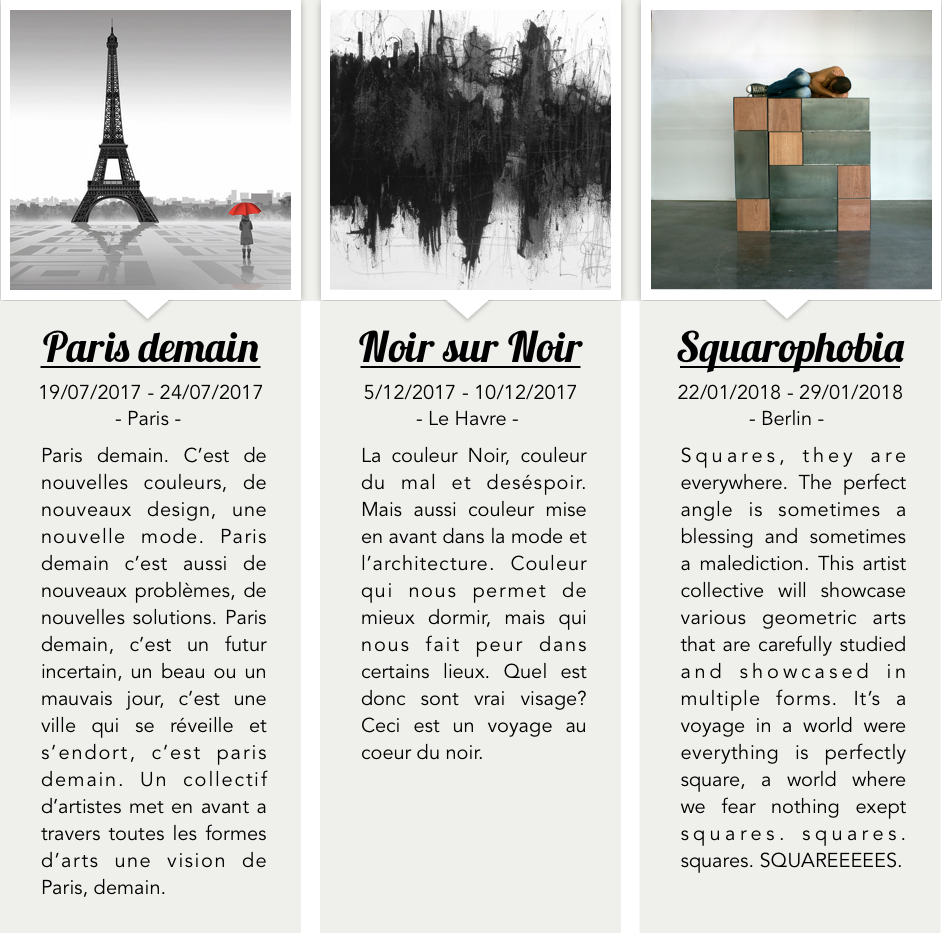 Paris demain
19/07/2017 - 24/07/2017
- Paris -
Paris demain. C’est de
nouvelles couleurs, de
nouveaux design, une
nouvelle mode. Paris
demain c’est aussi de
nouveaux problèmes, de
nouvelles solutions. Paris
demain, c’est un futur
incertain, un beau ou un
mauvais jour, c’est une
ville qui se réveille et
s’endort, c’est paris
demain. Un collectif
d’artistes met en avant a
travers toutes les formes
d’arts une vision de
Paris, demain.
Noir sur Noir
5/12/2017 - 10/12/2017
- Le Havre -
La couleur Noir, couleur
du mal et deséspoir.
Mais aussi couleur mise
en avant dans la mode et
l’architecture. Couleur
qui nous permet de
mieux dormir, mais qui
nous fait peur dans
certains lieux. Quel est
donc sont vrai visage?
Ceci est un voyage au
coeur du noir.
Squarophobia
22/01/2018 - 29/01/2018
- Berlin -
Squares, they are
everywhere. The perfect
angle is sometimes a
blessing and sometimes
a malediction. This artist
collective will showcase
various geometric arts
that are carefully studied
and showcased in
multiple forms. It’s a
voyage in a world were
everything is perfectly
square, a world where
we fear nothing exept
squares. squares.
squares. SQUAREEEEES.